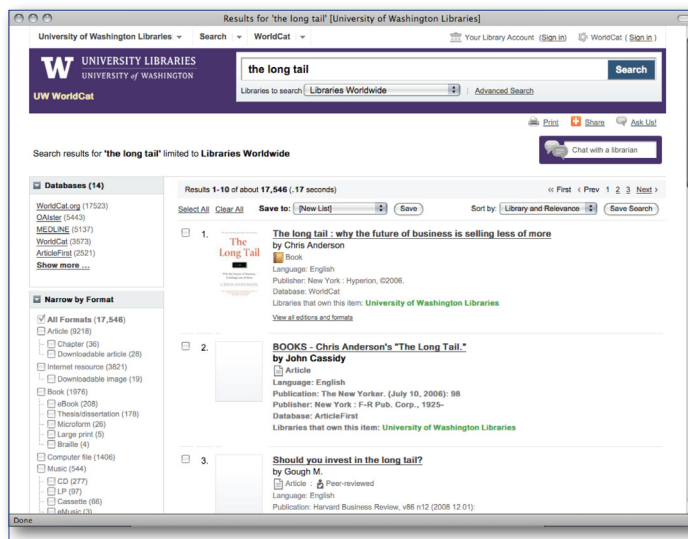 Results for 'the long tail' [University of Washington Libraries]
University of Washington Libraries Search WorldCat Your Library Account (Sign in) WorldCat ( Sign in )
W UNIVERSITY LIBRARIES
UNIVERSITY of WASHINGTON
UW WorldCat
the long tail Search
Libraries to search Libraries Worldwide | Advanced Search
Print Share Ask Us!
Chat with a librarian
Search results for 'the long tail' limited to Libraries Worldwide
Databases (14)
WorldCat.org (17523)
OAIster (5443)
MEDLINE (5137)
WorldCat (3573)
ArticleFirst (2521)
Show more ...
Narrow by Format
All Formats (17,546)
Article (9218)
Chapter (36)
Downloadable article (28)
Internet resource (3821)
Downloadable image (19)
Book (1976)
eBook (208)
Thesis/dissertation (178)
Microform (26)
Large print (5)
Braille (4)
Computer file (1406)
Music (544)
CD (277)
LP (97)
Cassette (66)
eMusic (3)
Results 1-10 of about 17,546 (.17 seconds) « First < Prev 1 2 3 Next >
Select All Clear All Save to: [New List] Save Sort by: Library and Relevance Save Search
1.
The
Long Tail
The long tail : why the future of business is selling less of more
by Chris Anderson
Book
Language: English
Publisher: New York : Hyperion, ©2006.
Database: WorldCat
Libraries that own this item: University of Washington Libraries
View all editions and formats
2.
BOOKS - Chris Anderson's "The Long Tail."
by John Cassidy
Article
Language: English
Publication: The New Yorker. (July 10, 2006): 98
Publisher: New York : F-R Pub. Corp., 1925-
Database: ArticleFirst
Libraries that own this item: University of Washington Libraries
3.
Should you invest in the long tail?
by Gough M.
Article : Peer-reviewed
Language: English
Publication: Harvard Business Review, v86 n12 (2008 12 01):
Done